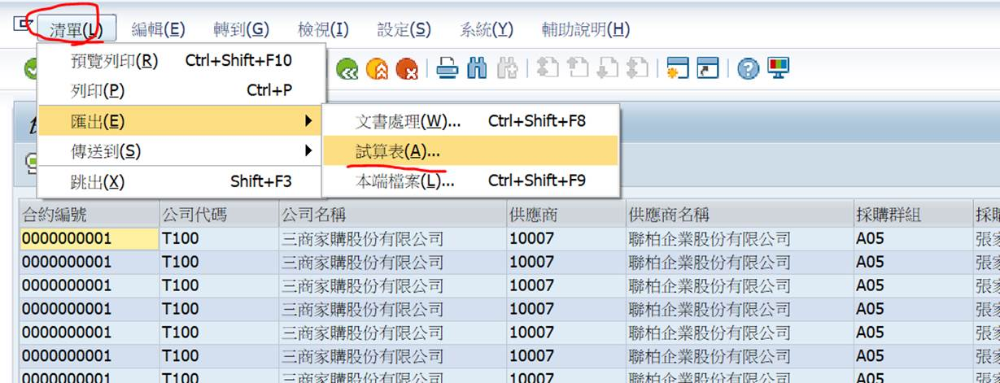 清單(L) 編輯(E) 轉到(G) 檢視(I) 設定(S) 系統(Y) 輔助說明(H)
預覽列印(R) Ctrl+Shift+F10
列印(P) Ctrl+P
匯出(E)
傳送到(S)
跳出(X) Shift+F3
文書處理(W)... Ctrl+Shift+F8
試算表(A)...
本端檔案(L)... Ctrl+Shift+F9
合約編號 公司代碼 公司名稱 供應商 供應商名稱 採購群組 採購
0000000001 T100 三商家購股份有限公司 10007 聯柏企業股份有限公司 A05 張家
0000000001 T100 三商家購股份有限公司 10007 聯柏企業股份有限公司 A05 張家
0000000001 T100 三商家購股份有限公司 10007 聯柏企業股份有限公司 A05 張家
0000000001 T100 三商家購股份有限公司 10007 聯柏企業股份有限公司 A05 張家
0000000001 T100 三商家購股份有限公司 10007 聯柏企業股份有限公司 A05 張家
0000000001 T100 三商家購股份有限公司 10007 聯柏企業股份有限公司 A05 張家
0000000001 T100 三商家購股份有限公司 10007 聯柏企業股份有限公司 A05